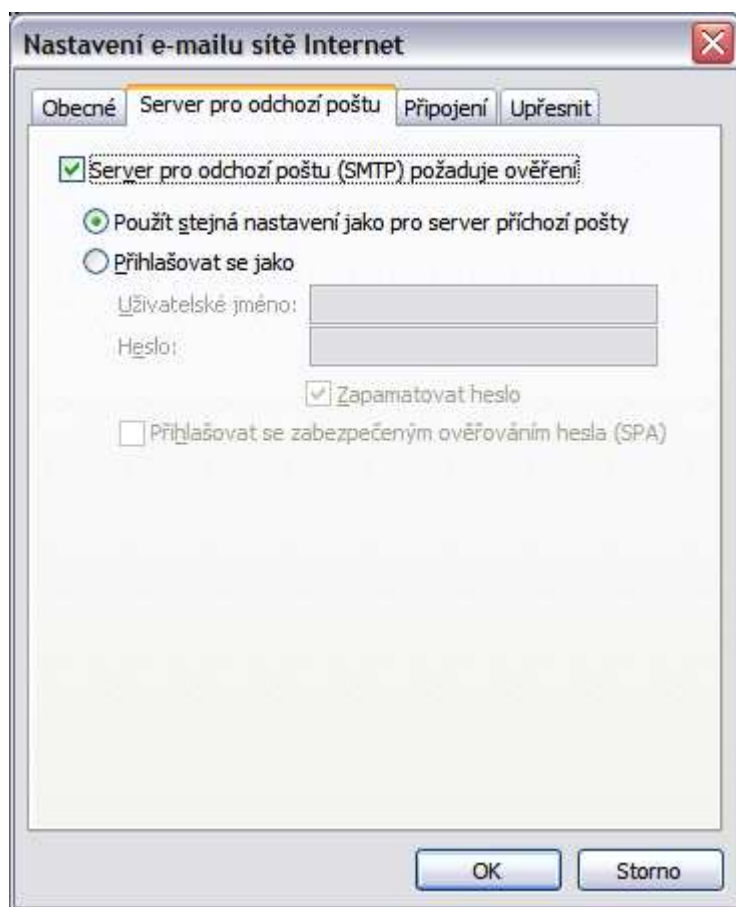 Nastavení e-mailu sítě Internet
Obecné Server pro odchozí poštu Připojení Upřesnit
Server pro odchozí poštu (SMTP) požaduje ověření
Použít stejná nastavení jako pro server příchozí pošty
Přihlašovat se jako
Uživatelské jméno:
Heslo:
Zapamatovat heslo
Přihlašovat se zabezpečeným ověřováním hesla (SPA)
OK Storno